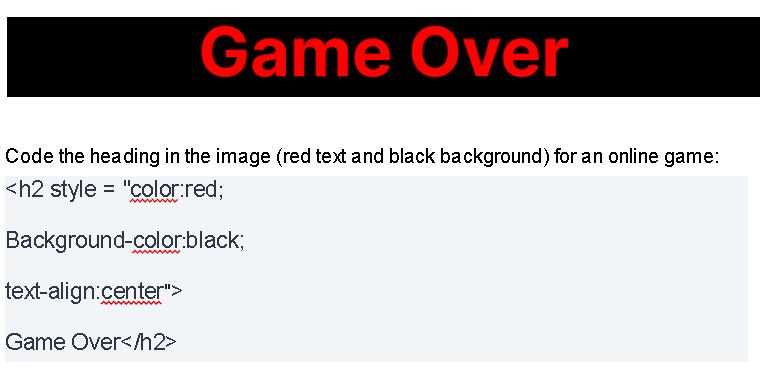 Game Over
Code the heading in the image (red text and black background) for an online game:
<h2 style = "color:red;
Background-color:black;
text-align:center">
Game Over</h2>